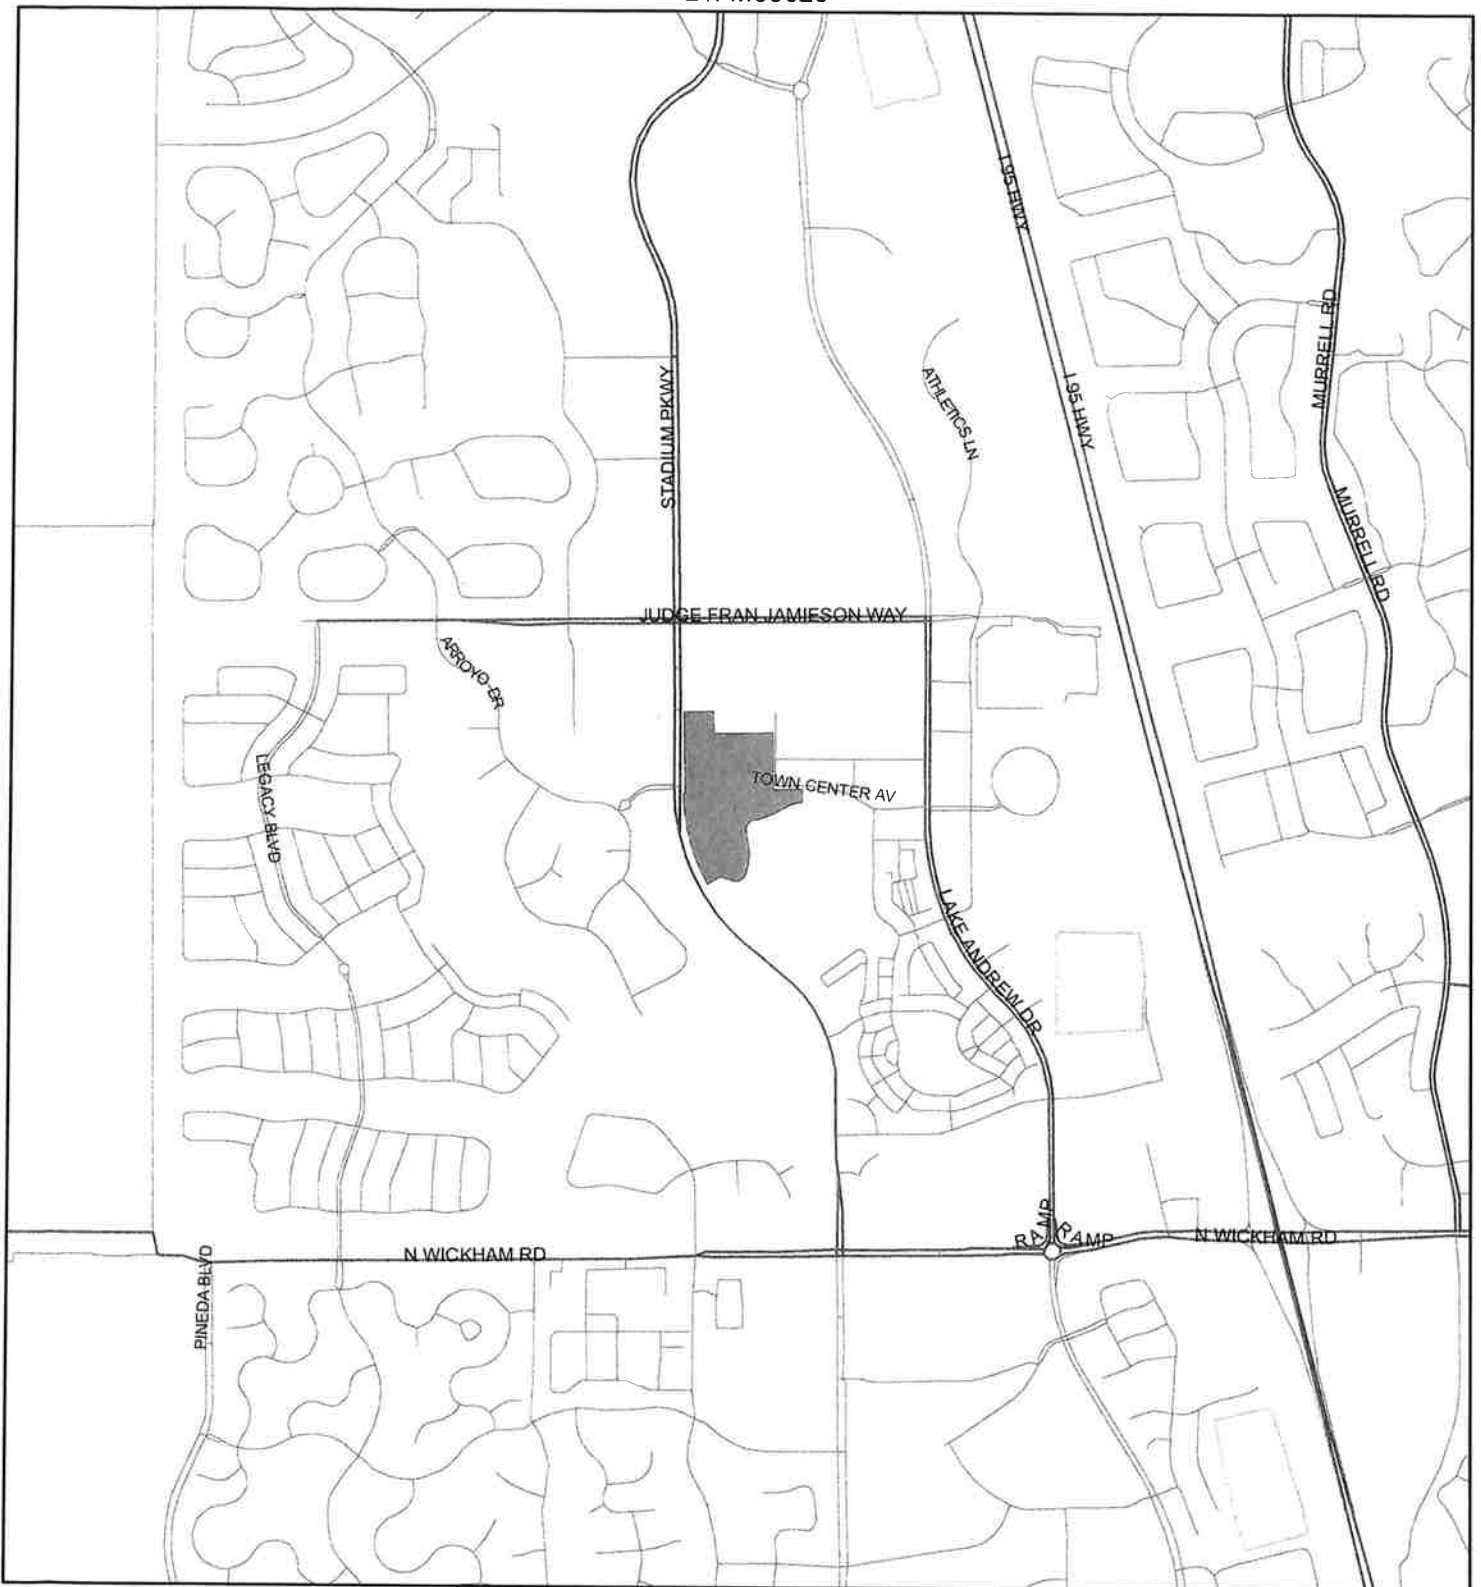 I 95 HWY
MURRELL RD
ATHLETICS LN
STADIUM PKWY
I 95 HWY
MURRELL RD
JUDGE FRAN JAMIESON WAY
ARROYO DR
LEGACY BLVD
TOWN CENTER AV
LAKE ANDREW DR
RAMP
RAMP
N WICKHAM RD
N WICKHAM RD
PINEDA BLVD